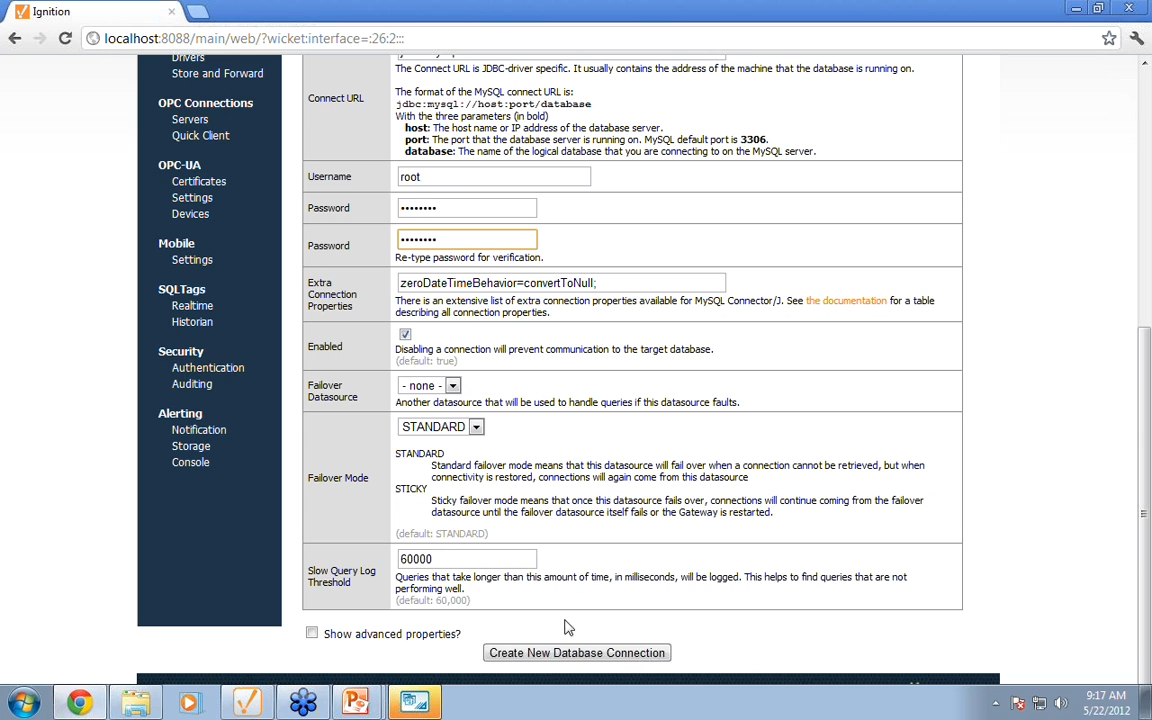 Ignition
localhost:8088/main/web/?wicket:interface=:26:2:::
Drivers
Store and Forward
OPC Connections
Servers
Quick Client
OPC-UA
Certificates
Settings
Devices
Mobile
Settings
SQLTags
Realtime
Historian
Security
Authentication
Auditing
Alerting
Notification
Storage
Console
Connect URL
The Connect URL is JDBC-driver specific. It usually contains the address of the machine that the database is running on.
The format of the MySQL connect URL is:
jdbc:mysql://host:port/database
With the three parameters (in bold)
host: The host name or IP address of the database server.
port: The port that the database server is running on. MySQL default port is 3306.
database: The name of the logical database that you are connecting to on the MySQL server.
Username
root
Password
••••••••
Password
••••••••
Re-type password for verification.
Extra
Connection
Properties
zeroDateTimeBehavior=convertToNull;
There is an extensive list of extra connection properties available for MySQL Connector/J. See the documentation for a table
describing all connection properties.
Enabled
Disabling a connection will prevent communication to the target database.
(default: true)
Failover
Datasource
- none -
Another datasource that will be used to handle queries if this datasource faults.
Failover Mode
STANDARD
STANDARD
Standard failover mode means that this datasource will fail over when a connection cannot be retrieved, but when
connectivity is restored, connections will again come from this datasource
STICKY
Sticky failover mode means that once this datasource fails over, connections will continue coming from the failover
datasource until the failover datasource itself fails or the Gateway is restarted.
(default: STANDARD)
Slow Query Log
Threshold
60000
Queries that take longer than this amount of time, in milliseconds, will be logged. This helps to find queries that are not
performing well.
(default: 60,000)
Show advanced properties?
Create New Database Connection
9:17 AM
5/22/2012